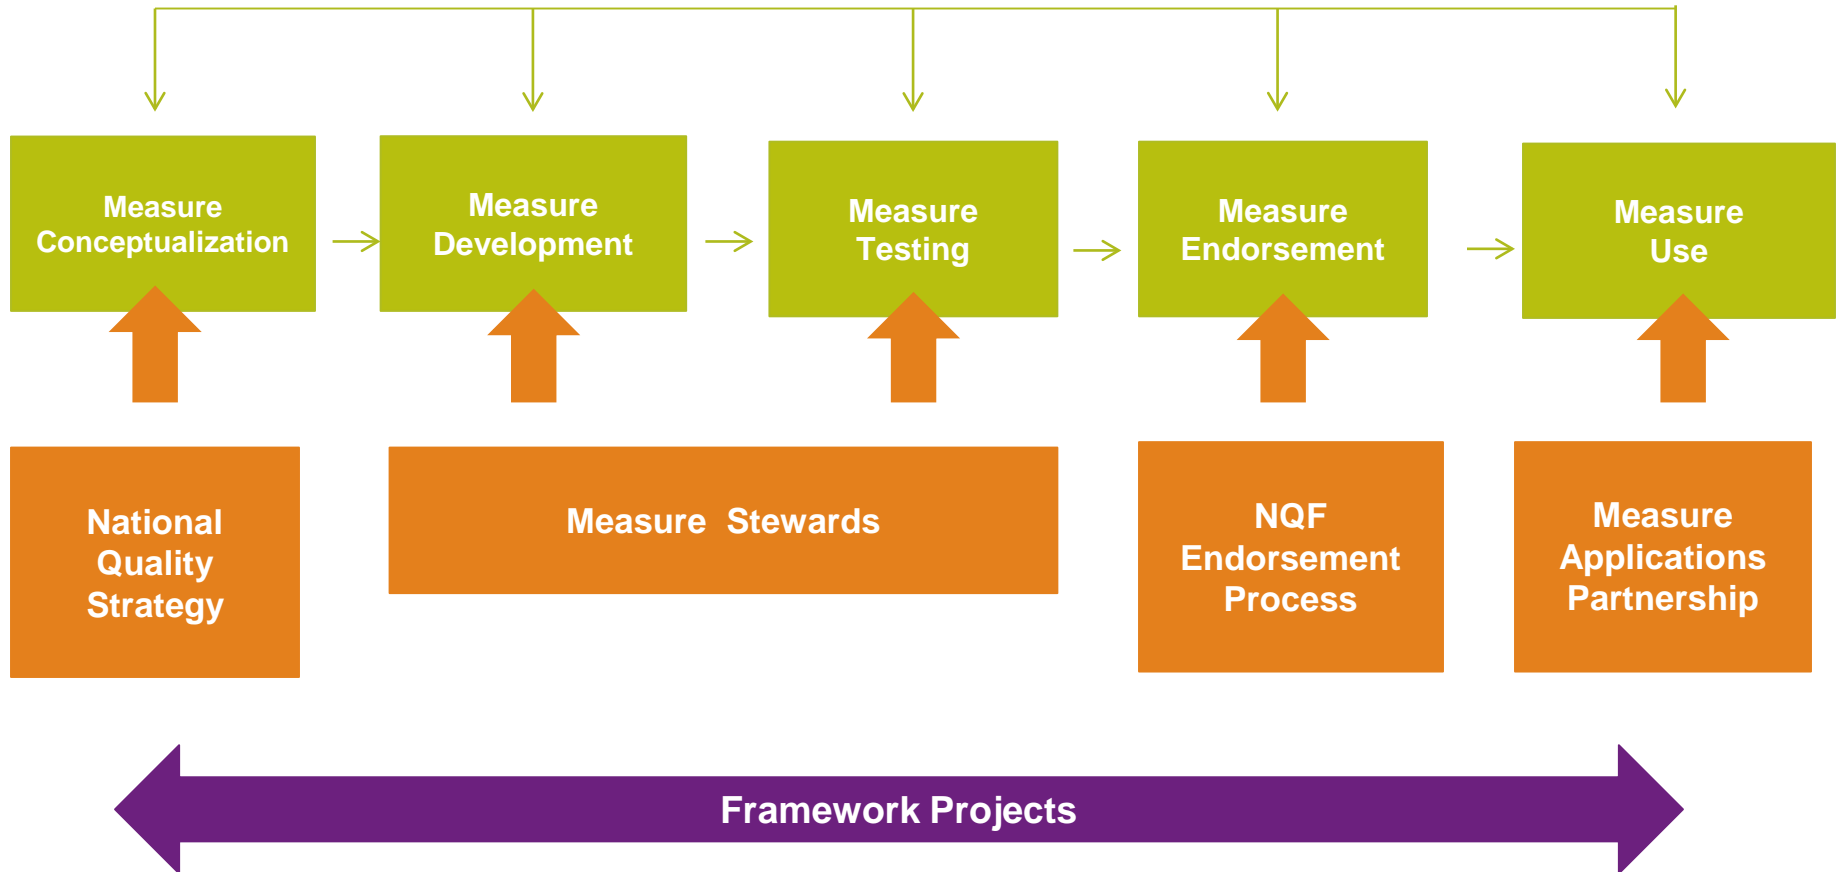 Measure
Conceptualization
Measure
Development
Measure
Testing
Measure
Endorsement
Measure
Use
National
Quality
Strategy
Measure  Stewards
NQF
Endorsement
Process
Measure
Applications
Partnership
Framework Projects